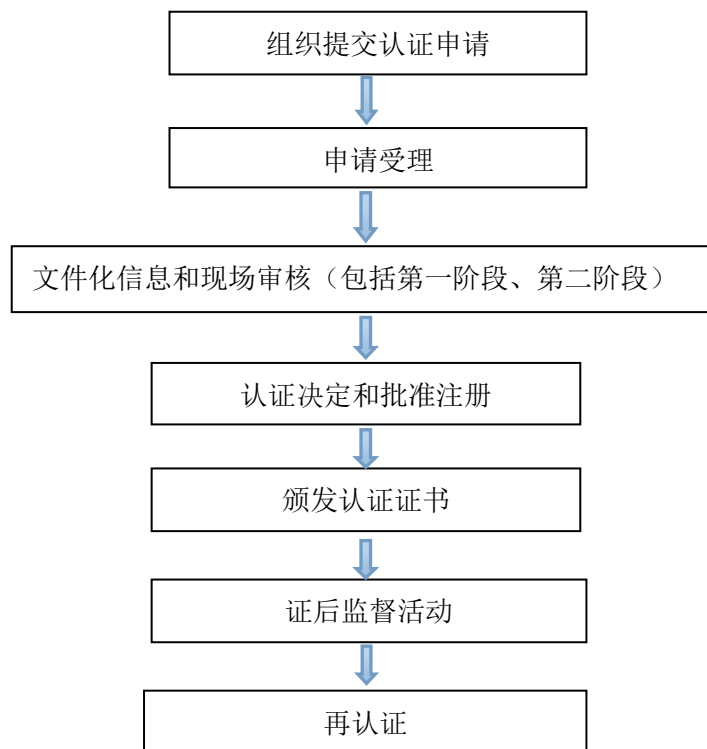 组织提交认证申请
申请受理
文件化信息和现场审核（包括第一阶段、第二阶段）
认证决定和批准注册
颁发认证证书
证后监督活动
再认证